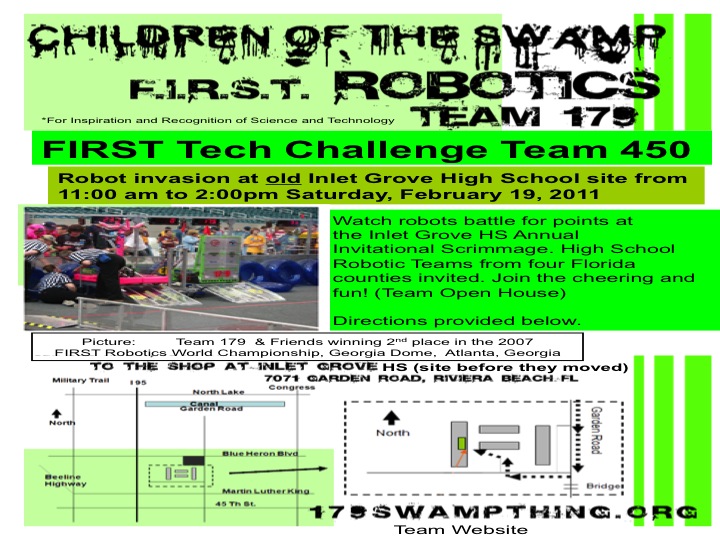 CHILDREN OF THE SWAMP
F.I.R.S.T. ROBOTICS
TEAM 179
*For Inspiration and Recognition of Science and Technology
FIRST Tech Challenge Team 450
Robot invasion at old Inlet Grove High School site from
11:00 am to 2:00pm Saturday, February 19, 2011
Watch robots battle for points at
the Inlet Grove HS Annual
Invitational Scrimmage. High School
Robotic Teams from four Florida
counties invited. Join the cheering and
fun! (Team Open House)
Directions provided below.
Picture: Team 179 & Friends winning 2nd place in the 2007
FIRST Robotics World Championship, Georgia Dome, Atlanta, Georgia
TO THE SHOP AT INLET GROVE HS (site before they moved)
7071 GARDEN ROAD, RIVIERA BEACH FL
Military Trail
195
Congress
North Lake
Canal
Garden Road
North
Blue Heron Blvd
Beeline
Highway
Martin Luther King
45 Th St.
North
Garden Road
Bridge
179SWAMPTHING.ORG
Team Website